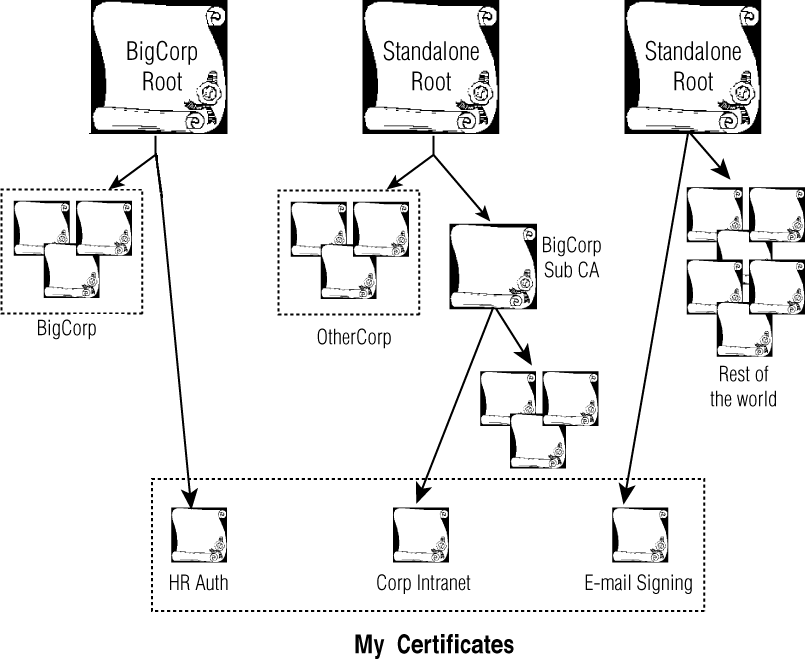 BigCorp
Root
Standalone
Root
Standalone
Root
BigCorp
Sub CA
BigCorp
OtherCorp
Rest of
the world
HR Auth
Corp Intranet
E-mail Signing
My Certificates